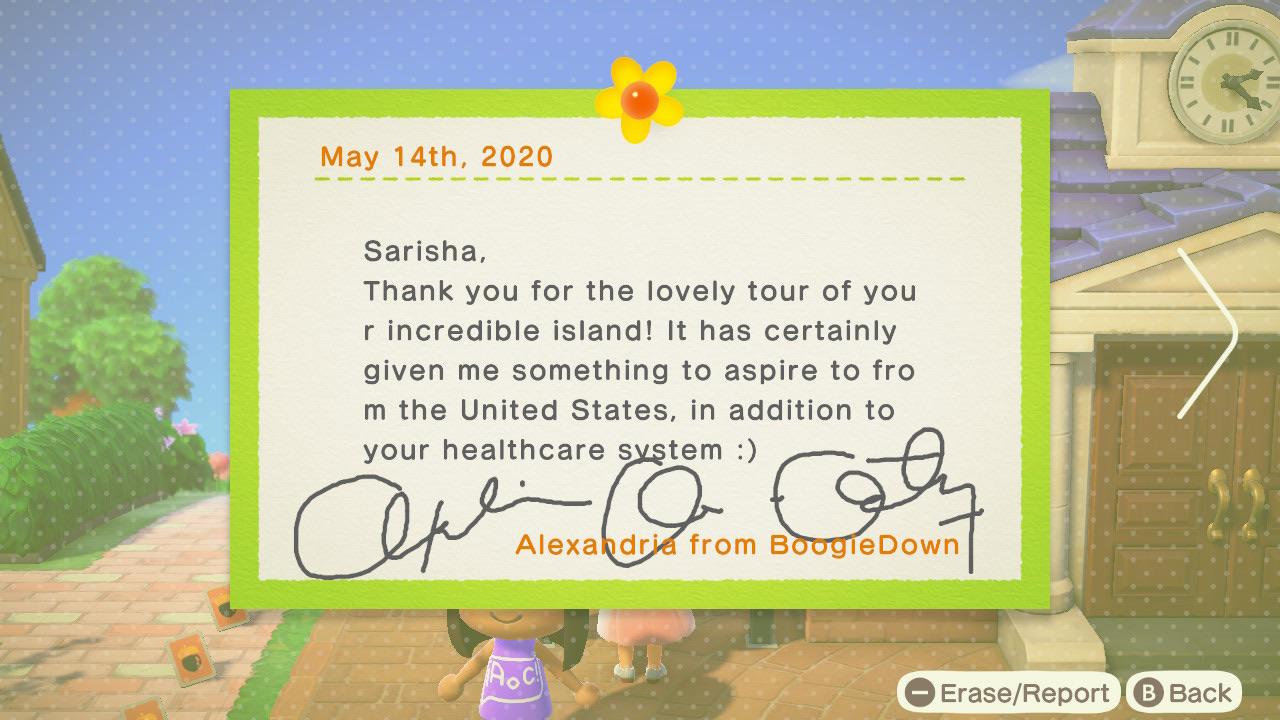 May 14th, 2020
Sarisha,
Thank you for the lovely tour of you
r incredible island! It has certainly
given me something to aspire to fro
m the United States, in addition to
your healthcare system :)
Alexandria from BoogieDown
AOC!
Erase/Report B Back